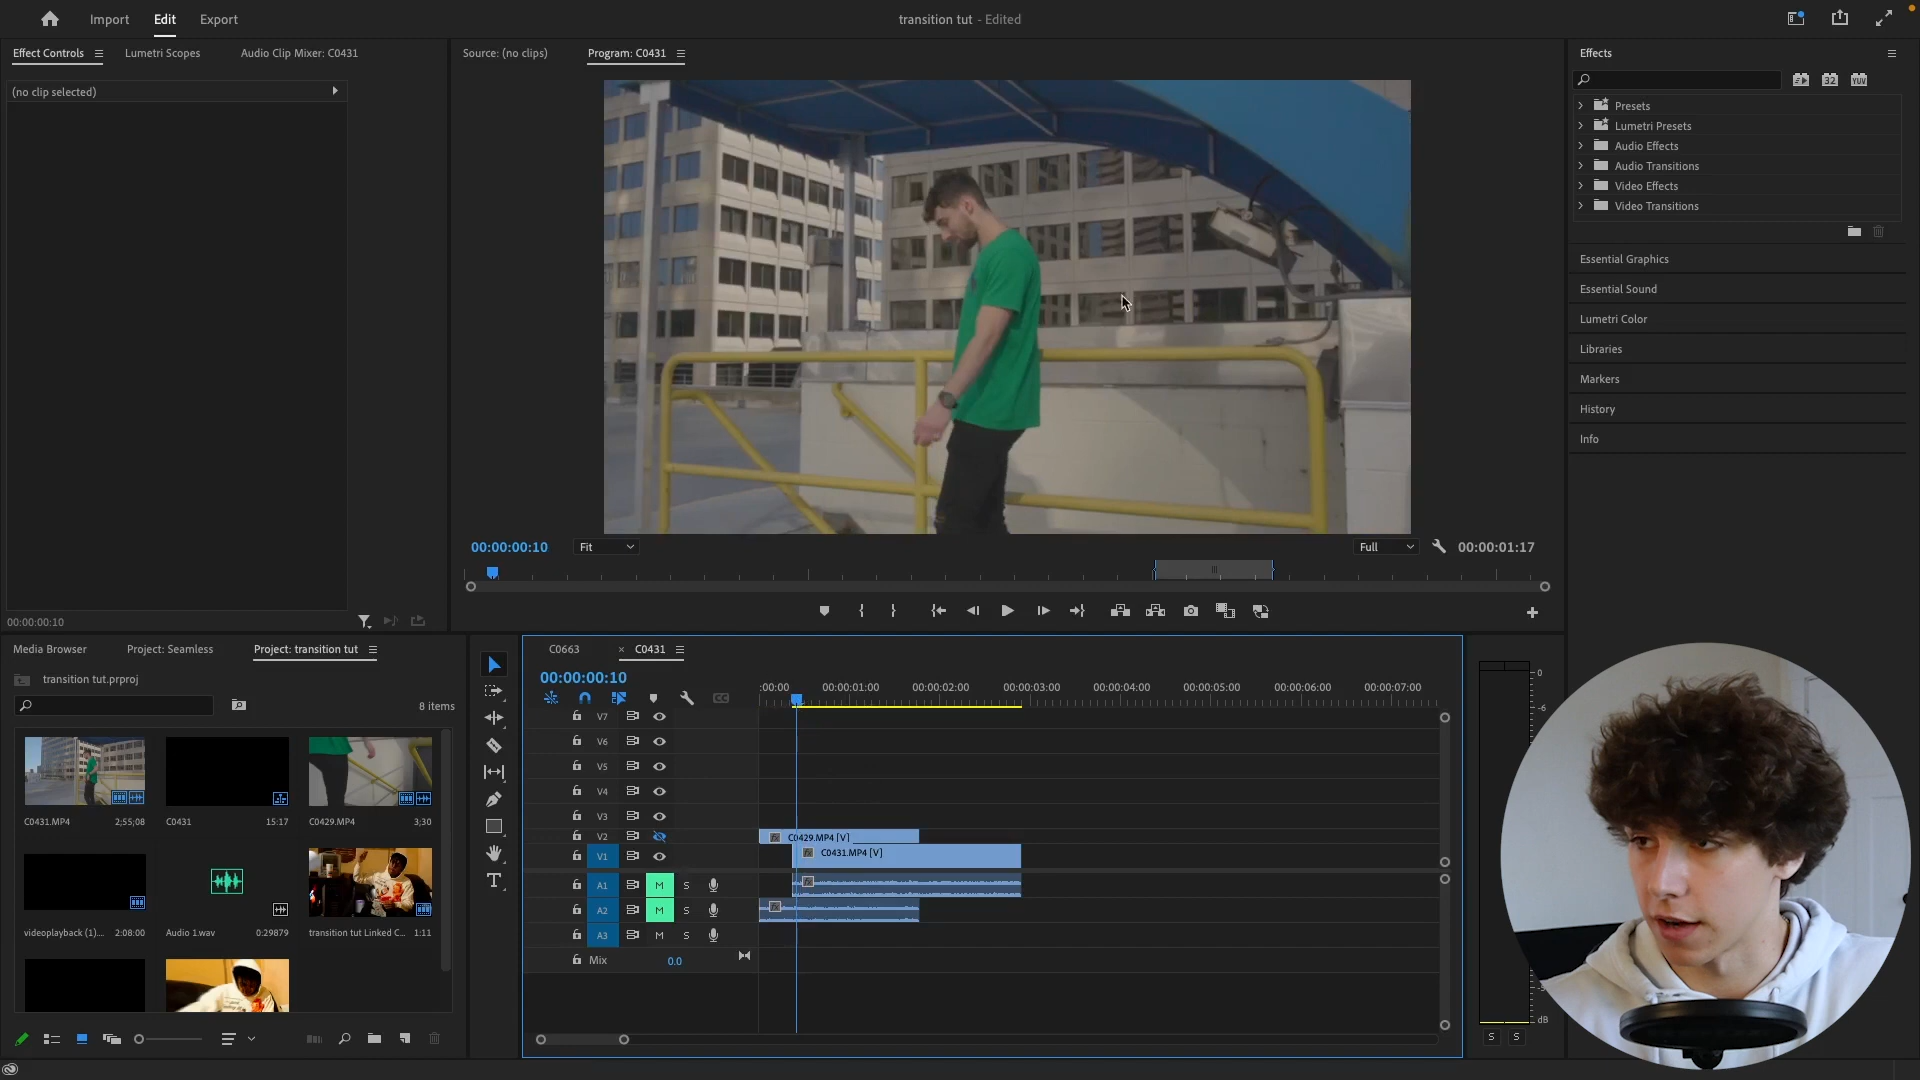 Import Edit Export
transition tut - Edited
Effect Controls Lumetri Scopes Audio Clip Mixer: C0431
Source: (no clips) Program: C0431
Effects
(no clip selected)
32 YUV
Presets
Lumetri Presets
Audio Effects
Audio Transitions
Video Effects
Video Transitions
Essential Graphics
Essential Sound
Lumetri Color
Libraries
Markers
History
Info
00:00:00:10 Fit Full 00:00:01:17
00:00:00:10
Media Browser Project: Seamless Project: transition tut
transition tut.prproj
8 items
C0431.MP4 2;55;08
C0431 15:17
C0429.MP4 3;30
videoplayback (1).... 2:08:00
Audio 1.wav 0:29879
transition tut Linked C... 1:11
C0663 × C0431
00:00:00:10
:00:00 00:00:01:00 00:00:02:00 00:00:03:00 00:00:04:00 00:00:05:00 00:00:06:00 00:00:07:00
V7
V6
V5
V4
V3
V2 C0429.MP4 [V]
V1 C0431.MP4 [V]
A1 M S
A2 M S
A3 M S
Mix 0.0
0
-6
dB
S S